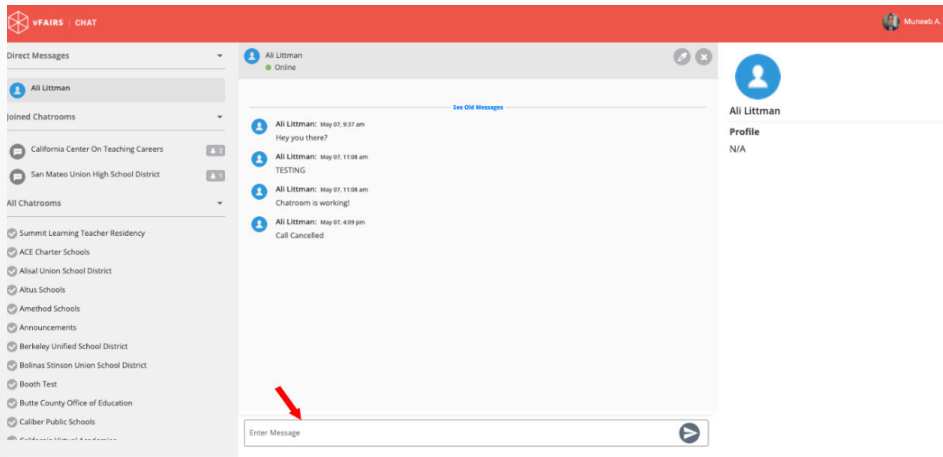 vFAIRS | CHAT
Muneeb A.
Direct Messages
Ali Littman
Joined Chatrooms
California Center On Teaching Careers
2
San Mateo Union High School District
1
All Chatrooms
Summit Learning Teacher Residency
ACE Charter Schools
Alisal Union School District
Altus Schools
Amethod Schools
Announcements
Berkeley Unified School District
Bolinas Stinson Union School District
Booth Test
Butte County Office of Education
Caliber Public Schools
Ali Littman
Online
See Old Messages
Ali Littman: May 07, 9:37 am
Hey you there?
Ali Littman: May 07, 11:08 am
TESTING
Ali Littman: May 07, 11:08 am
Chatroom is working!
Ali Littman: May 07, 4:09 pm
Call Cancelled
Enter Message
Ali Littman
Profile
N/A